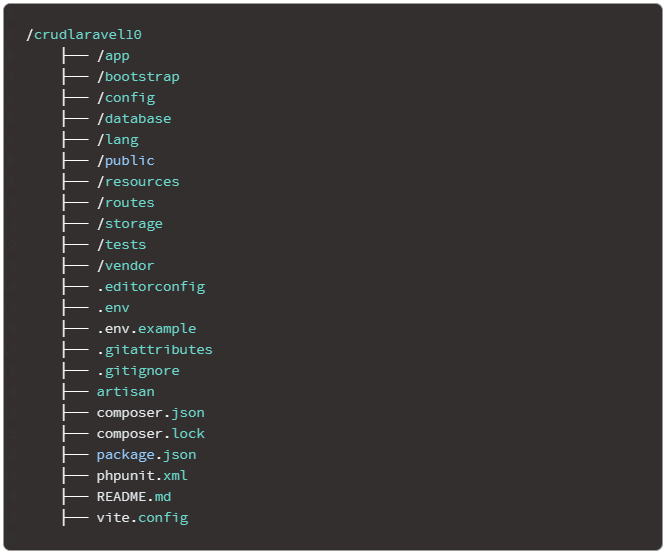 /crudlaravel10
├── /app
├── /bootstrap
├── /config
├── /database
├── /lang
├── /public
├── /resources
├── /routes
├── /storage
├── /tests
├── /vendor
├── .editorconfig
├── .env
├── .env.example
├── .gitattributes
├── .gitignore
├── artisan
├── composer.json
├── composer.lock
├── package.json
├── phpunit.xml
├── README.md
├── vite.config